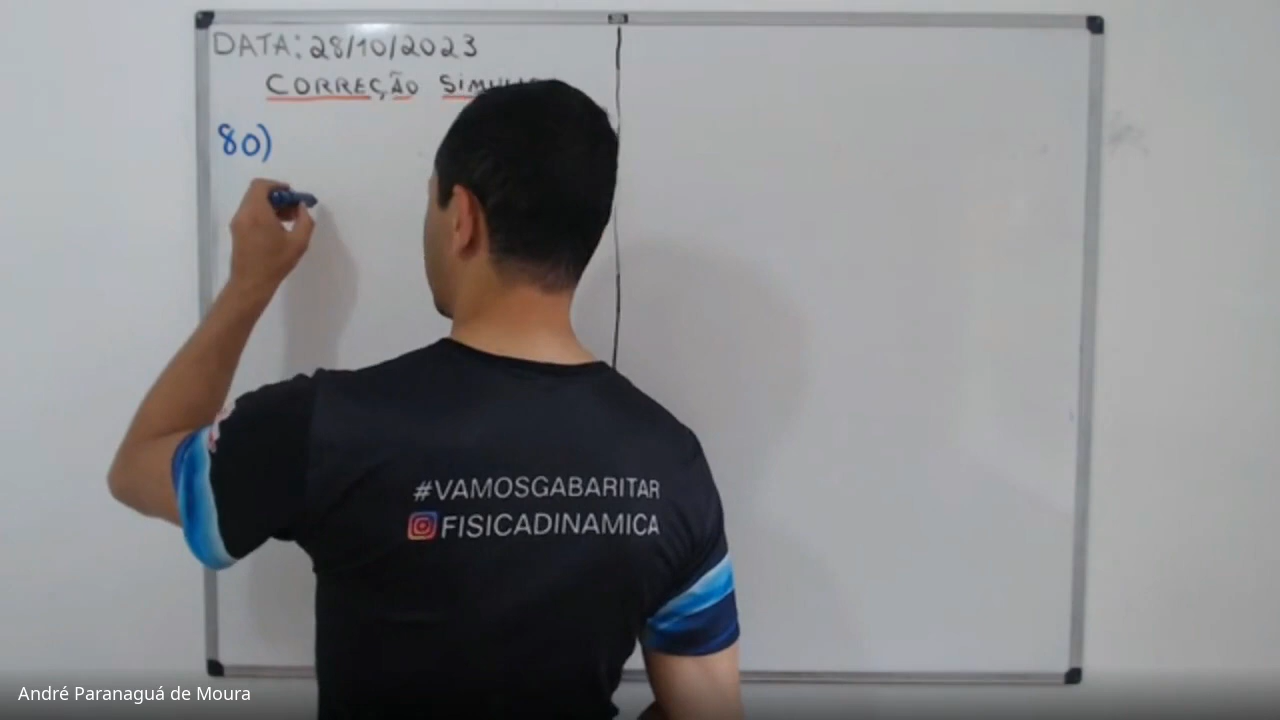 DATA: 28/10/2023
CORREÇÃO
80)
#VAMOSGABARITAR
FISICADINAMICA
André Paranaguá de Moura